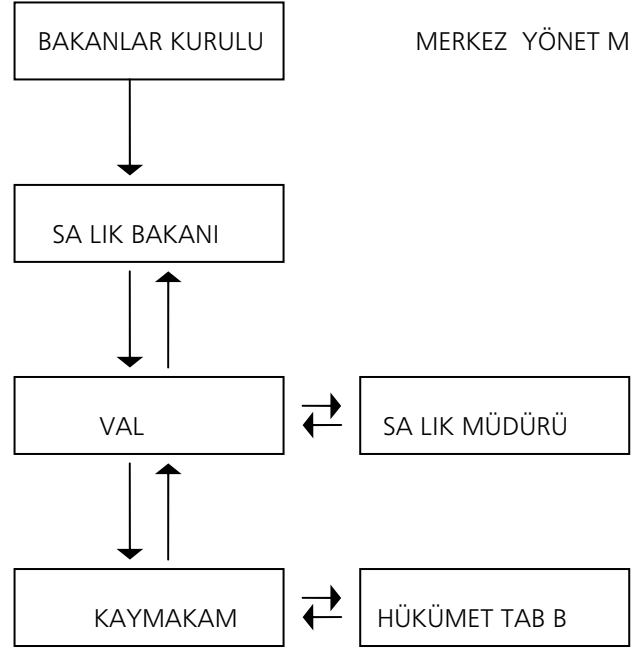 BAKANLAR KURULU
MERKEZ YÖNET M
SA LIK BAKANI
VAL
SA LIK MÜDÜRÜ
KAYMAKAM
HÜKÜMET TAB B